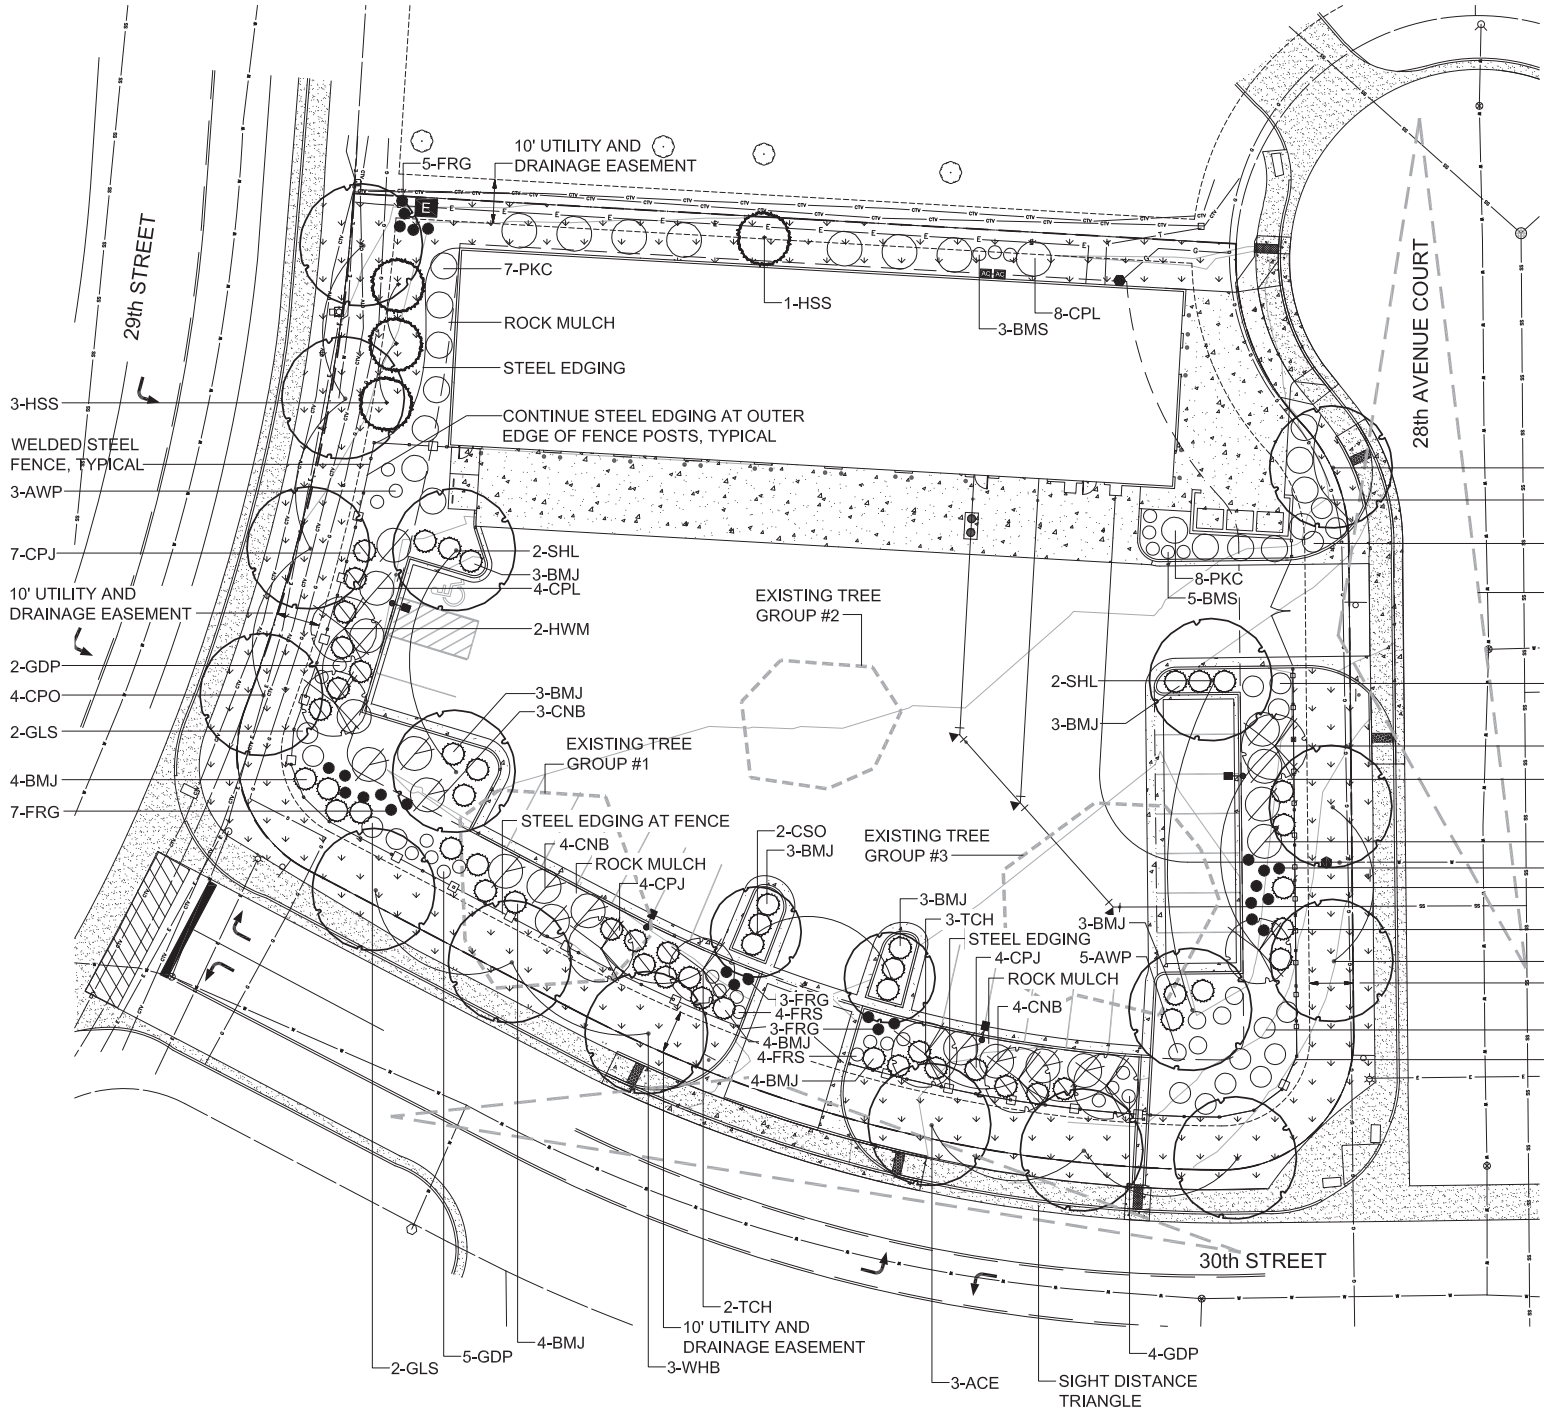 10' UTILITY AND
DRAINAGE EASEMENT
5-FRG
E
29th STREET
28th AVENUE COURT
7-PKC
ROCK MULCH
STEEL EDGING
CONTINUE STEEL EDGING AT OUTER
EDGE OF FENCE POSTS, TYPICAL
1-HSS
3-BMS
8-CPL
AC AC
3-HSS
WELDED STEEL
FENCE, TYPICAL
3-AWP
7-CPJ
10' UTILITY AND
DRAINAGE EASEMENT
2-GDP
4-CPO
2-GLS
4-BMJ
7-FRG
2-SHL
3-BMJ
4-CPL
2-HWM
3-BMJ
3-CNB
EXISTING TREE
GROUP #2
EXISTING TREE
GROUP #1
STEEL EDGING AT FENCE
4-CNB
ROCK MULCH
4-CPJ
2-CSO
3-BMJ
EXISTING TREE
GROUP #3
8-PKC
5-BMS
2-SHL
3-BMJ
3-BMJ
3-TCH
STEEL EDGING
4-CPJ
ROCK MULCH
4-CNB
3-BMJ
5-AWP
3-FRG
4-FRS
3-FRG
4-BMJ
4-FRS
4-BMJ
30th STREET
2-TCH
10' UTILITY AND
DRAINAGE EASEMENT
3-WHB
4-BMJ
5-GDP
2-GLS
3-ACE
4-GDP
SIGHT DISTANCE
TRIANGLE